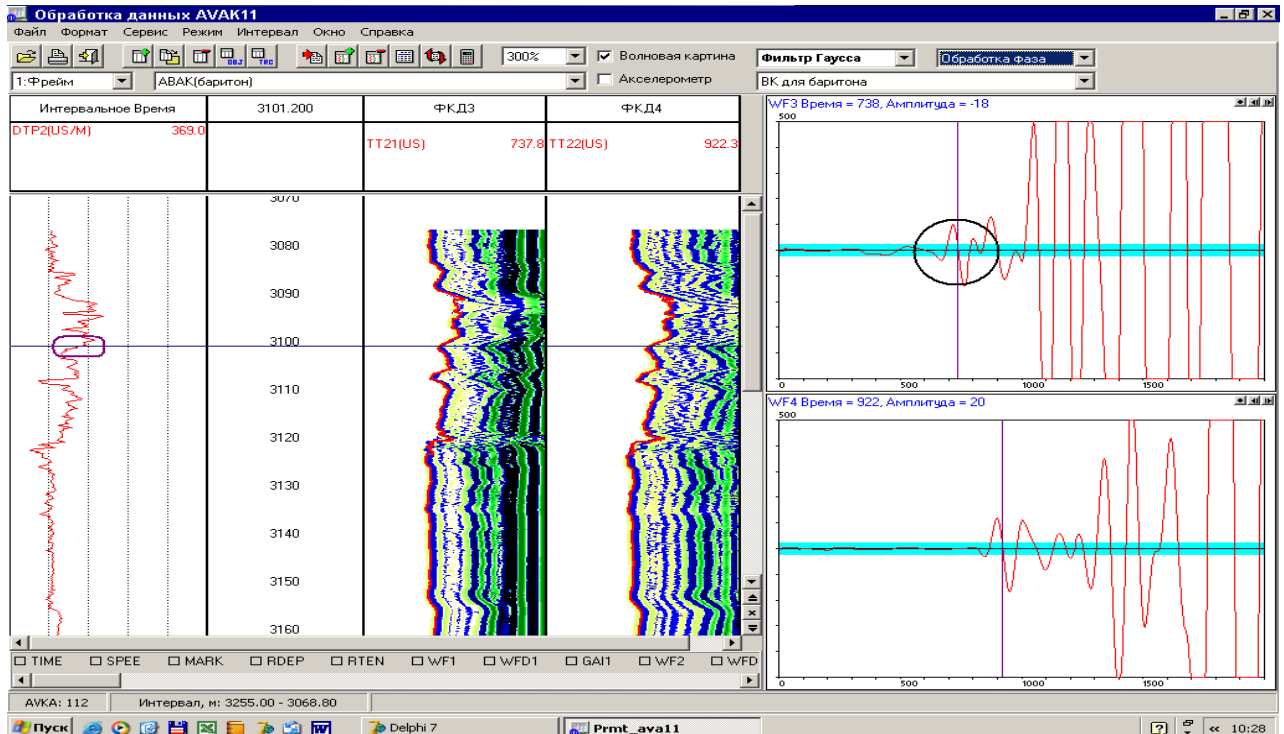 Обработка данных AVAK11
Файл Формат Сервис Режим Интервал Окно Справка
OBJ TRC 300% Волновая картина Фильтр Гаусса Обработка фаза
1:Фрейм АВАК(баритон) Акселерометр ВК для баритона
Интервальное Время 3101.200 ФКД3 ФКД4
DTP2(US/M) 369.0 TT21(US) 737.8 TT22(US) 922.3
3070
3080
3090
3100
3110
3120
3130
3140
3150
3160
WF3 Время = 738, Амплитуда = -18
500
0 500 1000 1500
WF4 Время = 922, Амплитуда = 20
500
0 500 1000 1500
TIME SPEE MARK RDEP RTEN WF1 WFD1 GAI1 WF2 WFD
AVKA: 112 Интервал, м: 3255.00 - 3068.80
Пуск Delphi 7 Prmt_ava11 10:28